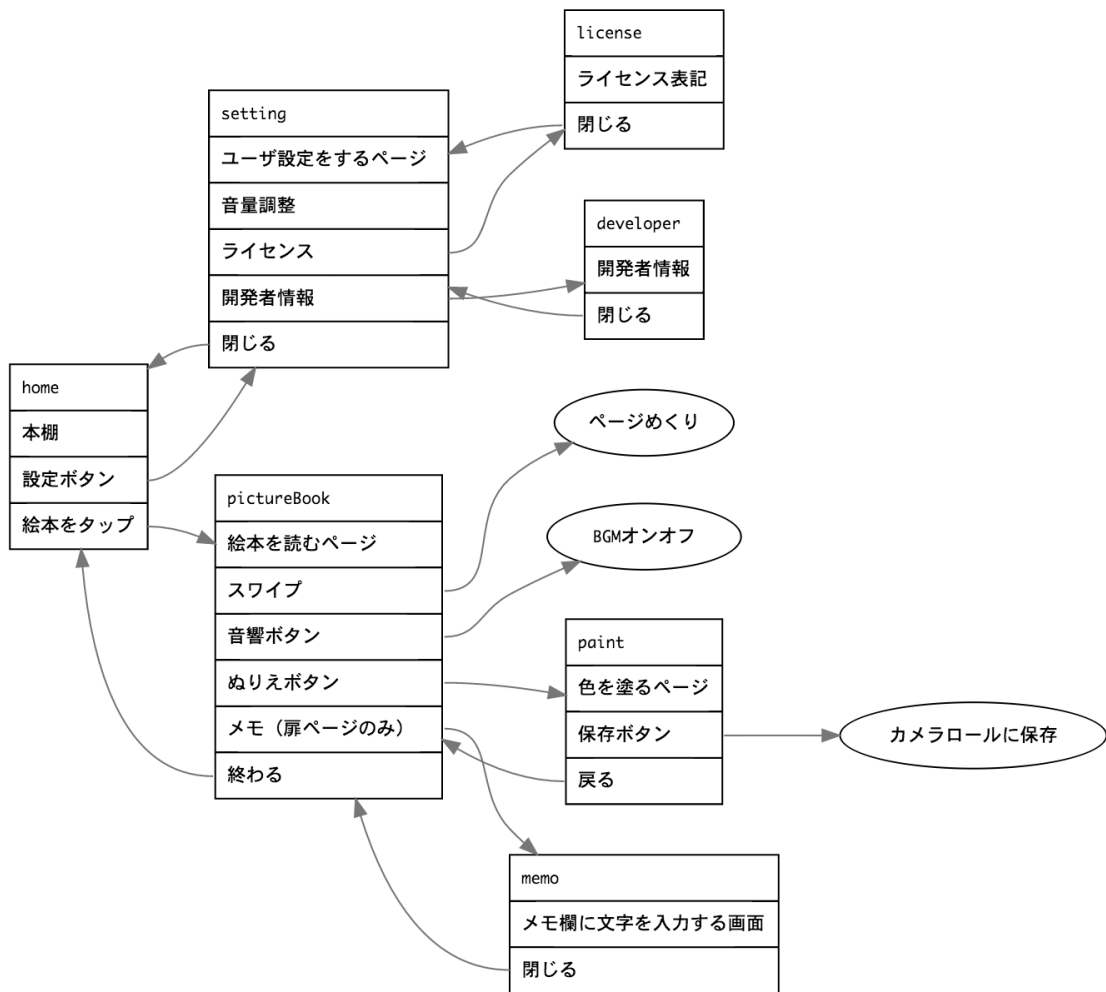 license
ライセンス表記
閉じる
setting
ユーザ設定をするページ
音量調整
ライセンス
開発者情報
閉じる
developer
開発者情報
閉じる
home
本棚
設定ボタン
絵本をタップ
pictureBook
絵本を読むページ
スワイプ
音響ボタン
ぬりえボタン
メモ（扉ページのみ）
終わる
ページめくり
BGMオンオフ
paint
色を塗るページ
保存ボタン
戻る
カメラロールに保存
memo
メモ欄に文字を入力する画面
閉じる